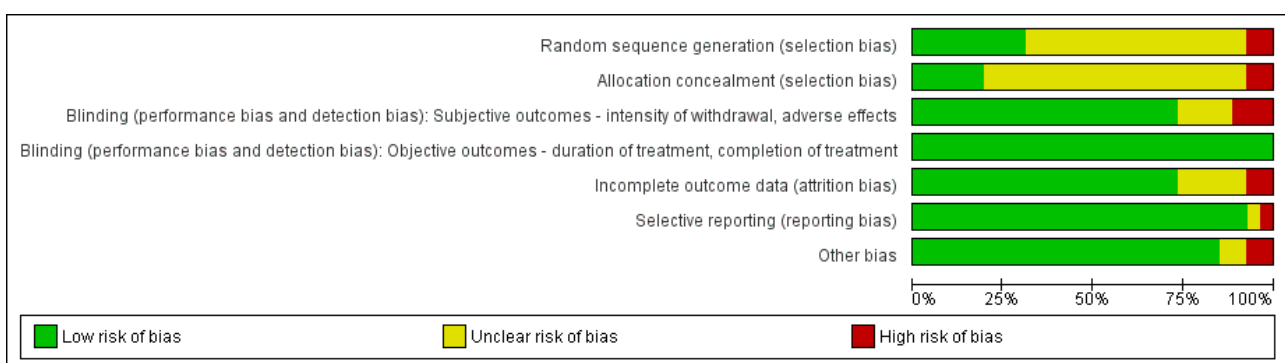 Random sequence generation (selection bias)
Allocation concealment (selection bias)
Blinding (performance bias and detection bias): Subjective outcomes - intensity of withdrawal, adverse effects
Blinding (performance bias and detection bias): Objective outcomes - duration of treatment, completion of treatment
Incomplete outcome data (attrition bias)
Selective reporting (reporting bias)
Other bias
0% 25% 50% 75% 100%
Low risk of bias Unclear risk of bias High risk of bias